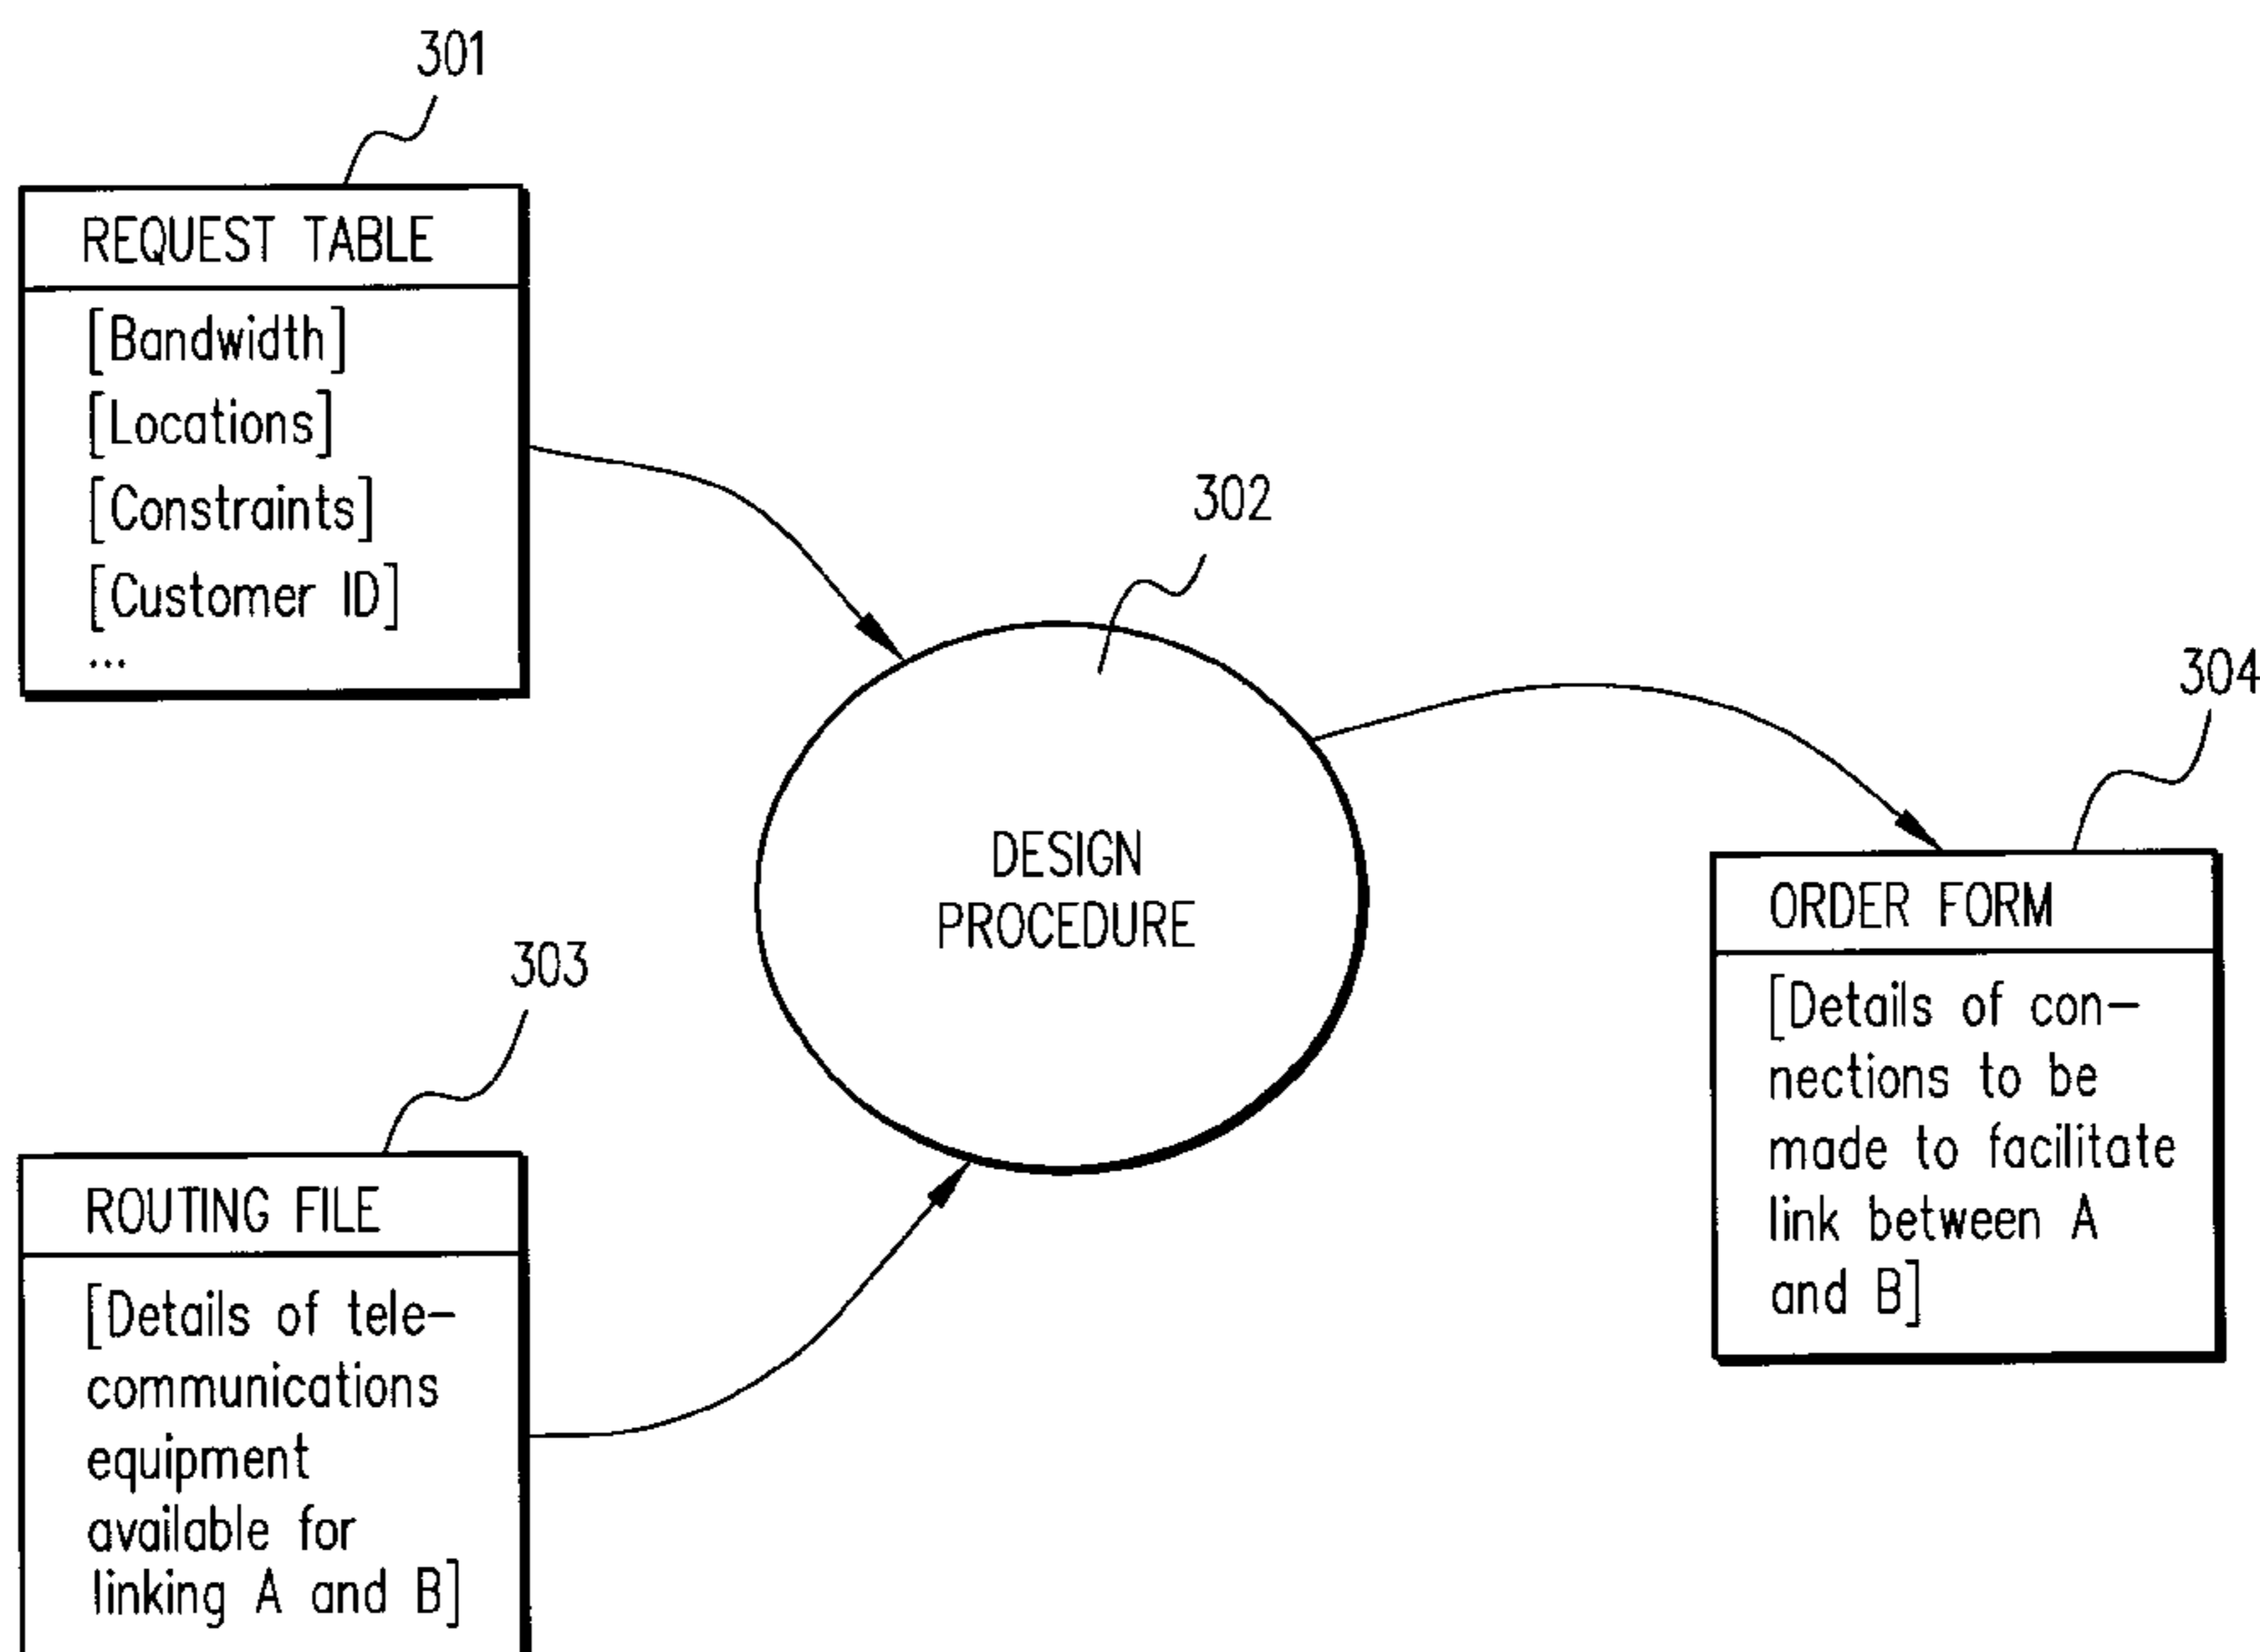 301
REQUEST TABLE
[Bandwidth]
[Locations]
[Constraints]
[Customer ID]
...
302
DESIGN
PROCEDURE
303
ROUTING FILE
[Details of tele-
communications
equipment
available for
linking A and B]
304
ORDER FORM
[Details of con-
nections to be
made to facilitate
link between A
and B]